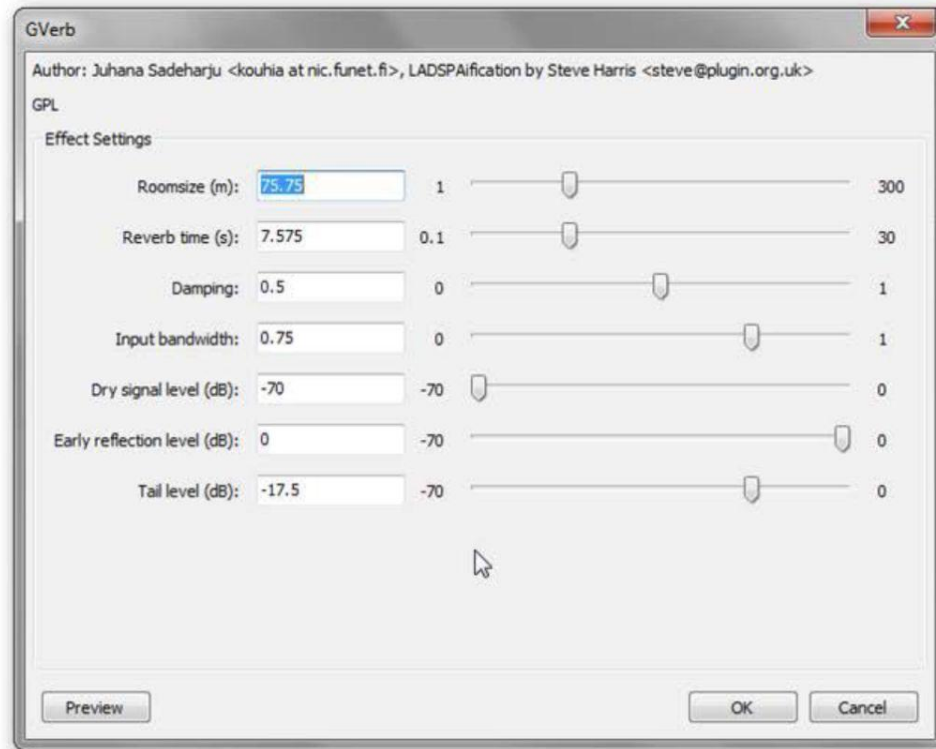 GVerb
Author: Juhana Sadeharju <kouhia at nic.funet.fi>, LADSPAification by Steve Harris <steve@plugin.org.uk>
GPL
Effect Settings
Roomsize (m): 75.75 1 300
Reverb time (s): 7.575 0.1 30
Damping: 0.5 0 1
Input bandwidth: 0.75 0 1
Dry signal level (dB): -70 -70 0
Early reflection level (dB): 0 -70 0
Tail level (dB): -17.5 -70 0
Preview OK Cancel